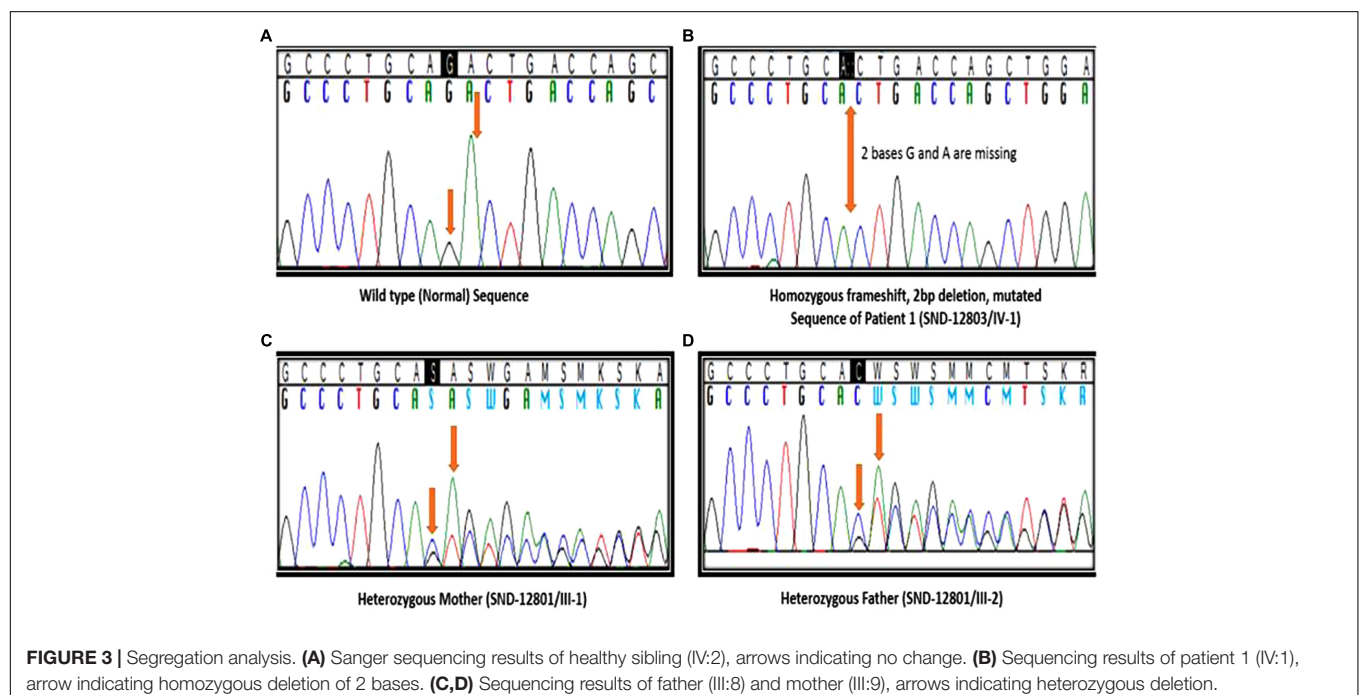 A
G C C C T G C A G A C T G A C C A G C
G C C C T G C A G A C T G A C C A G C
Wild type (Normal) Sequence
B
G C C C T G C A C T G A C C A G C T G G A
G C C C T G C A C T G A C C A G C T G G A
2 bases G and A are missing
Homozygous frameshift, 2bp deletion, mutated
Sequence of Patient 1 (SND-12803/IV-1)
C
G C C C T G C A S A S W G A M S M K S K A
G C C C T G C A S A S W G A M S M K S K A
Heterozygous Mother (SND-12801/III-1)
D
G C C C T G C A C W S W S M M C M T S K R
G C C C T G C A C W S W S M M C M T S K R
Heterozygous Father (SND-12801/III-2)
FIGURE 3 | Segregation analysis. (A) Sanger sequencing results of healthy sibling (IV:2), arrows indicating no change. (B) Sequencing results of patient 1 (IV:1),
arrow indicating homozygous deletion of 2 bases. (C,D) Sequencing results of father (III:8) and mother (III:9), arrows indicating heterozygous deletion.